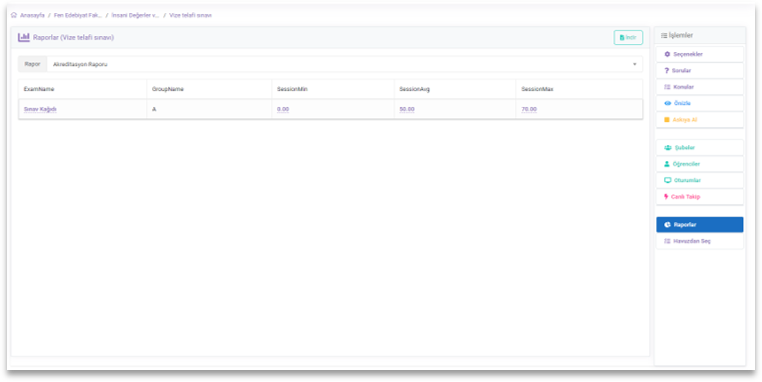 Anasayfa / Fen Edebiyat Fak... / İnsani Değerler v... / Vize telafi sınavı
Raporlar (Vize telafi sınavı)
İndir
Rapor Akreditasyon Raporu
ExamName GroupName SessionMin SessionAvg SessionMax
Sınav Kağıdı A 0.00 50.00 70.00
İşlemler
Seçenekler
Sorular
Konular
Önizle
Askıya Al
Şubeler
Öğrenciler
Oturumlar
Canlı Takip
Raporlar
Havuzdan Seç